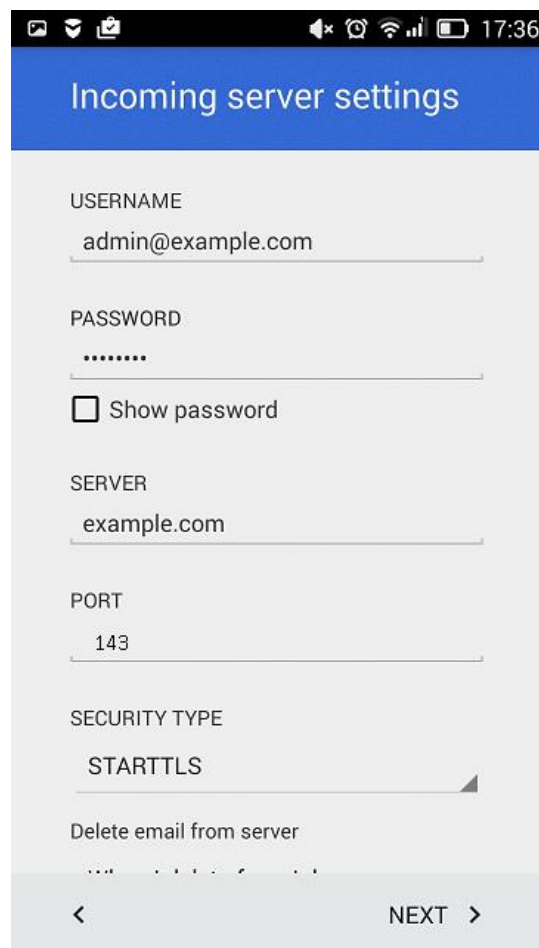 17:36
Incoming server settings
USERNAME
admin@example.com
PASSWORD
••••••••
Show password
SERVER
example.com
PORT
143
SECURITY TYPE
STARTTLS
Delete email from server
NEXT